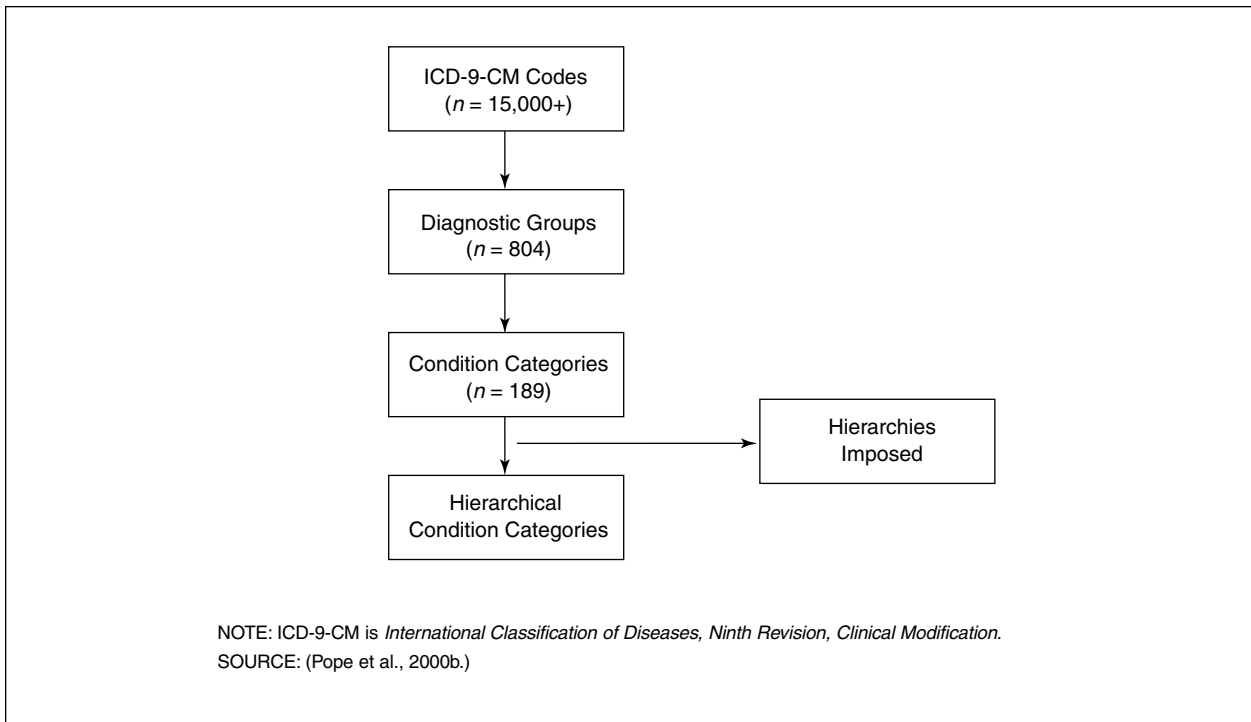 ICD-9-CM Codes
(n = 15,000+)
Diagnostic Groups
(n = 804)
Condition Categories
(n = 189)
Hierarchies
Imposed
Hierarchical
Condition Categories
NOTE: ICD-9-CM is International Classification of Diseases, Ninth Revision, Clinical Modification.
SOURCE: (Pope et al., 2000b.)